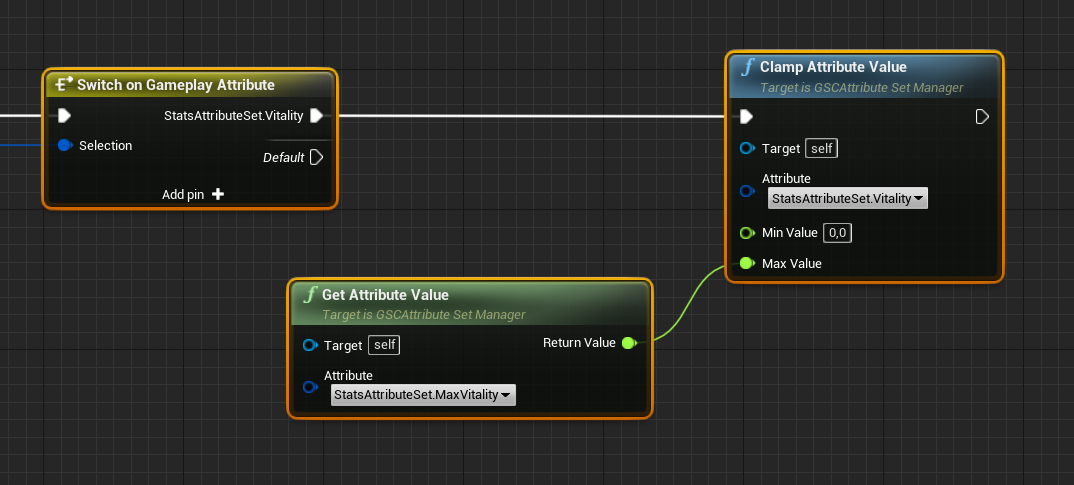 Switch on Gameplay Attribute
StatsAttributeSet.Vitality
Selection
Default
Add pin
Clamp Attribute Value
Target is GSCAttribute Set Manager
Target self
Attribute
StatsAttributeSet.Vitality
Min Value 0,0
Max Value
Get Attribute Value
Target is GSCAttribute Set Manager
Target self
Return Value
Attribute
StatsAttributeSet.MaxVitality